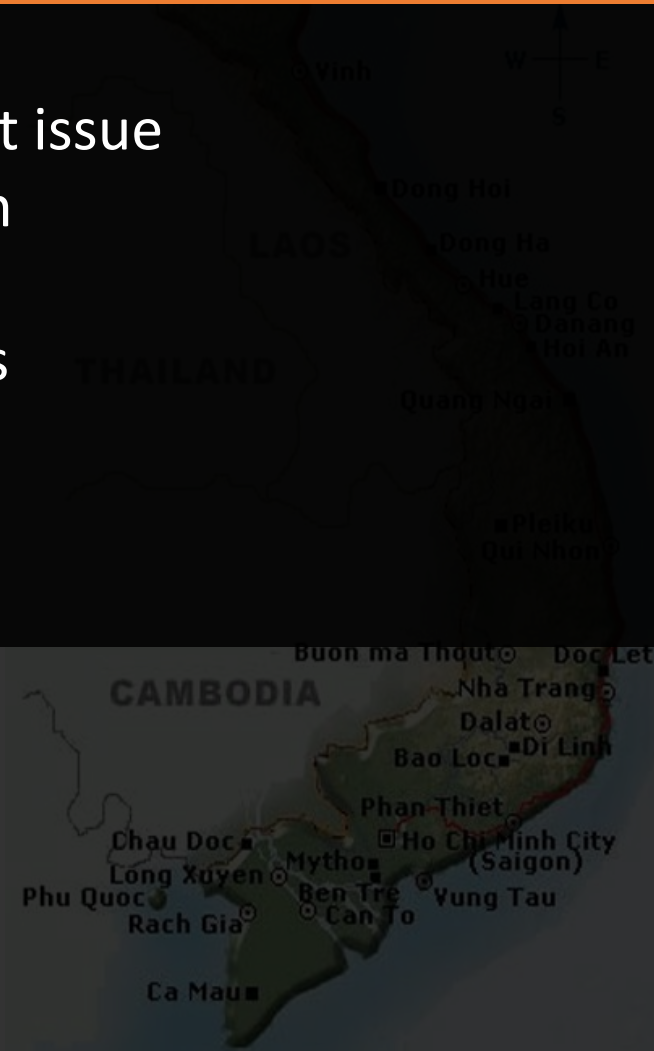 W E
Vinh
S
t issue
Dong Hoi
n
LAOS
Dong Ha
Hue
Lang Co
Danang
Hoi An
s
THAILAND
Quang Ngai
Pleiku
Qui Nhon
Buon ma Thout
Doc Let
CAMBODIA
Nha Trang
Dalat
Di Linh
Bao Loc
Phan Thiet
Chau Doc
Ho Chi Minh City
(Saigon)
Mytho
Long Xuyen
Phu Quoc
Ben Tre
Vung Tau
Rach Gia
Can To
Ca Mau